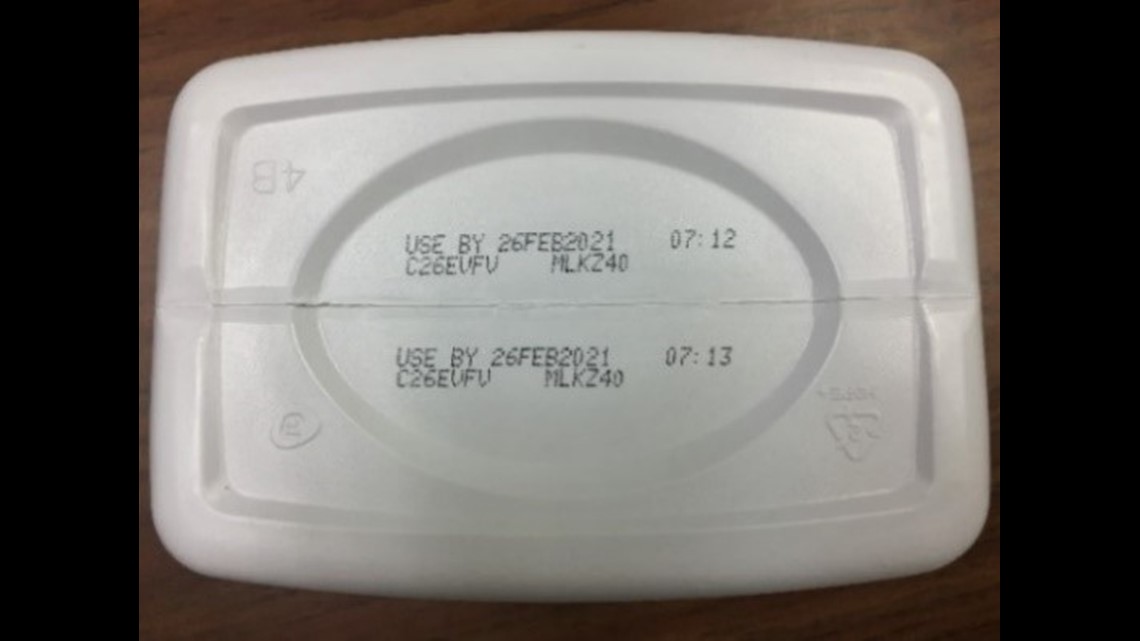 4B
USE BY 26FEB2021 07:12
C26EVFV MLKZ40
USE BY 26FEB2021 07:13
C26EVFV MLKZ40